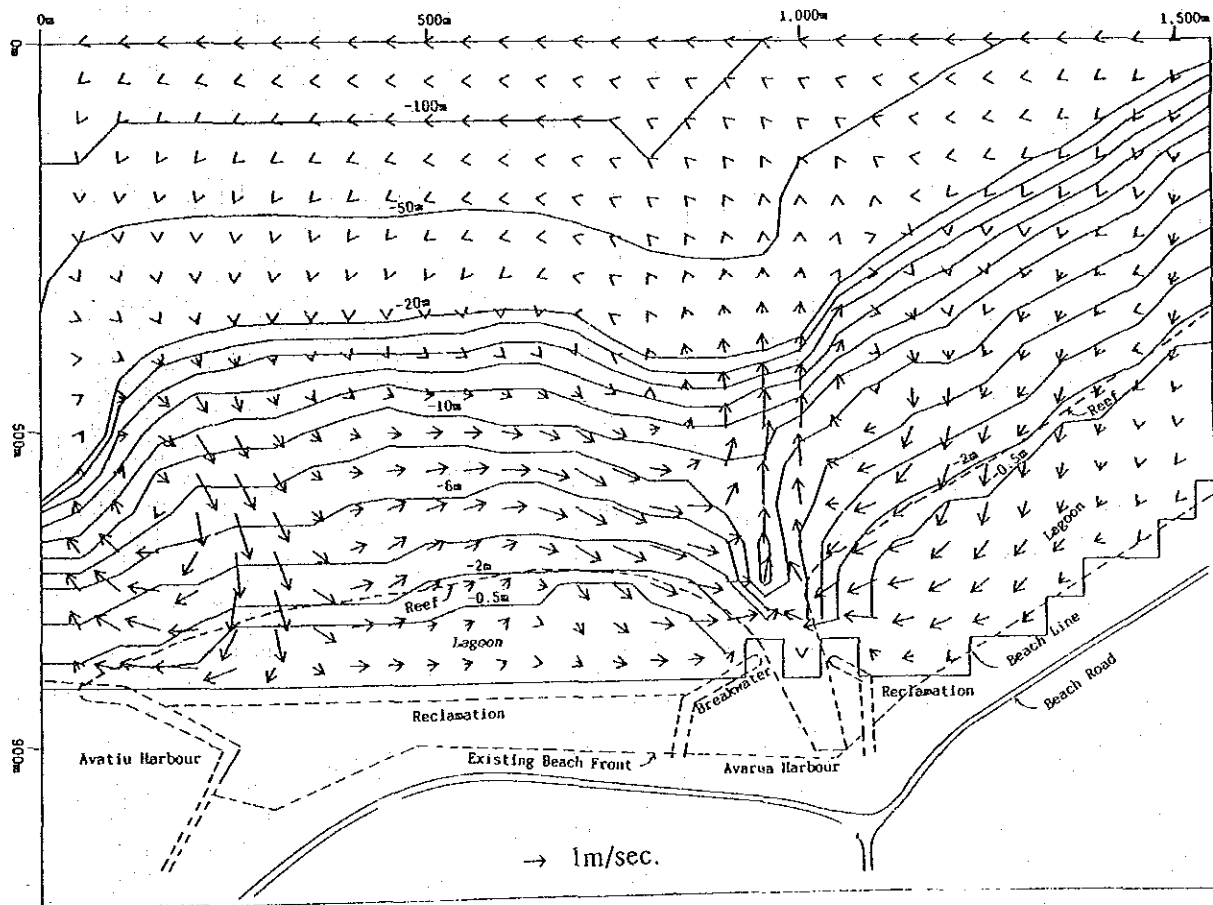 0m
500m
1.000m
1.500m
0m
-100m
-50m
-20m
-10m
-6m
-2m
Reef
-0.5m
Lagoon
Reef
-2m
-0.5m
Lagoon
500m
Beach Line
Beach Road
Breakwater
Reclamation
Reclamation
Avatiu Harbour
Existing Beach Front
Avarua Harbour
900m
1m/sec.